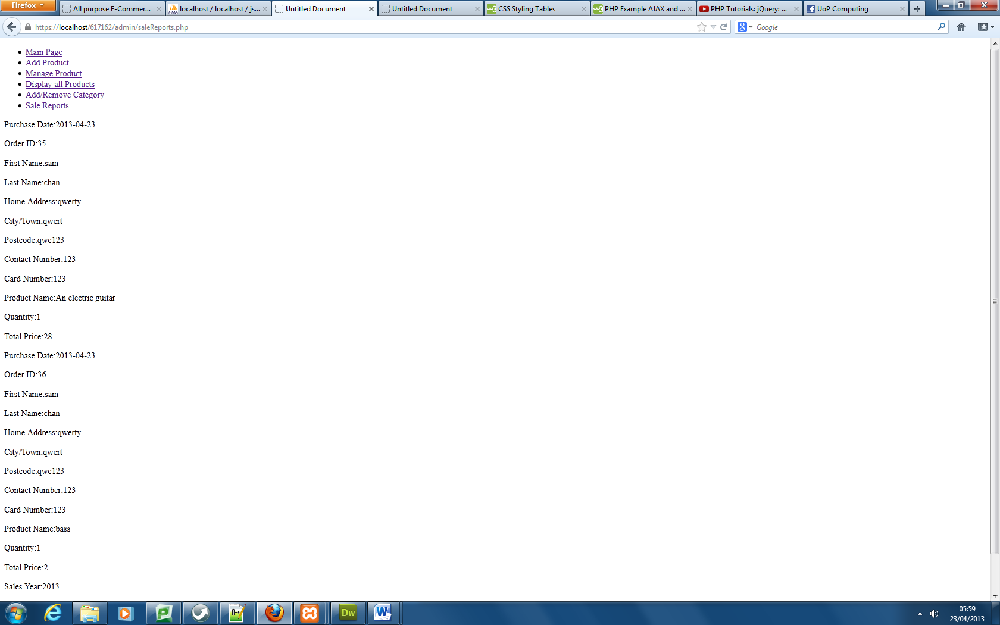 Firefox
All purpose E-Commer...
localhost / localhost / js...
Untitled Document
Untitled Document
CSS Styling Tables
PHP Example AJAX and ...
PHP Tutorials: jQuery: ...
UoP Computing
https://localhost/617162/admin/saleReports.php
Google
Main Page
Add Product
Manage Product
Display all Products
Add/Remove Category
Sale Reports
Purchase Date:2013-04-23
Order ID:35
First Name:sam
Last Name:chan
Home Address:qwerty
City/Town:qwert
Postcode:qwe123
Contact Number:123
Card Number:123
Product Name:An electric guitar
Quantity:1
Total Price:28
Purchase Date:2013-04-23
Order ID:36
First Name:sam
Last Name:chan
Home Address:qwerty
City/Town:qwert
Postcode:qwe123
Contact Number:123
Card Number:123
Product Name:bass
Quantity:1
Total Price:2
Sales Year:2013
Dw
05:59
23/04/2013